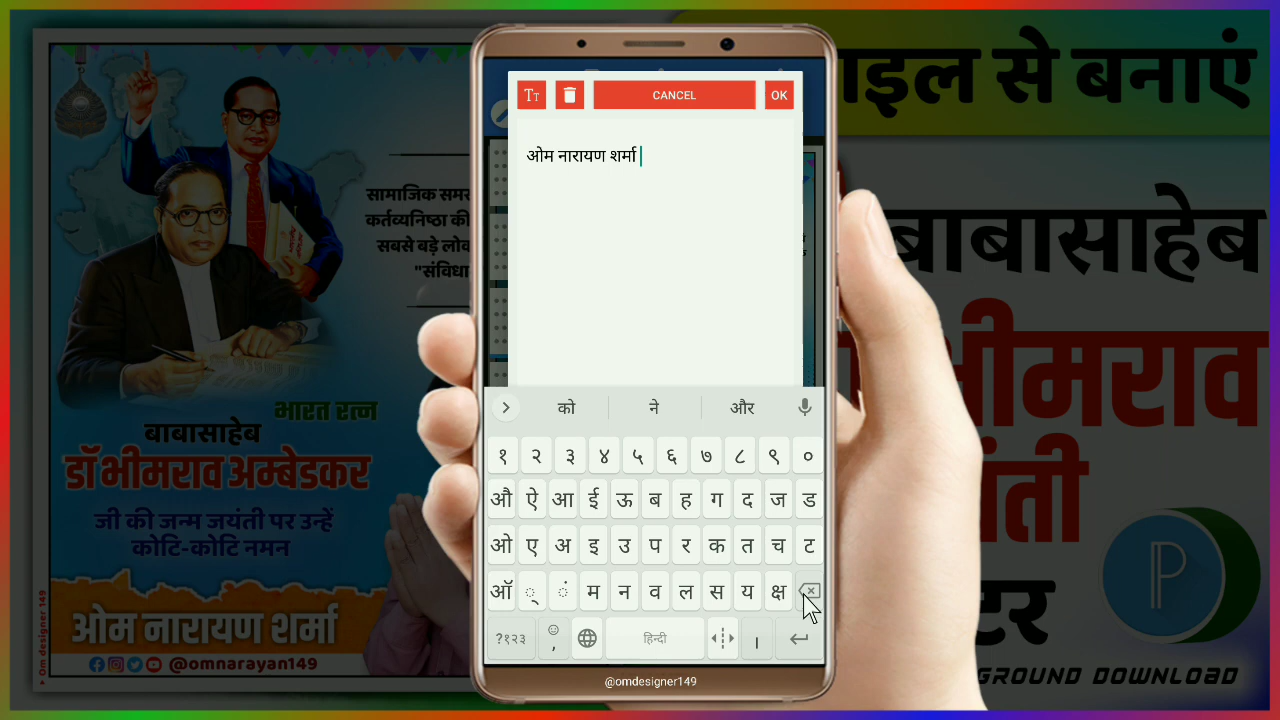 सामाजिक समर
कर्तव्यनिष्ठा की
सबसे बड़े लोक
"संविधा
भारत रत्न
बाबासाहेब
डॉ भीमराव अम्बेडकर
जी की जन्म जयंती पर उन्हें
कोटि-कोटि नमन
ओम नारायण शर्मा
@omnarayan149
Om designer 149
TT CANCEL OK
ओम नारायण शर्मा
को ने और
१ २ ३ ४ ५ ६ ७ ८ ९ ०
औ ऐ आ ई ऊ ब ह ग द ज ड
ओ ए अ इ उ प र क त च ट
ऑ ् ं म न व ल स य क्ष
?१२३ , हिन्दी ।
@omdesigner149
ाइल से बनाएं
बाबासाहेब
भीमराव
ंती
टर
P
GROUND DOWNLOAD